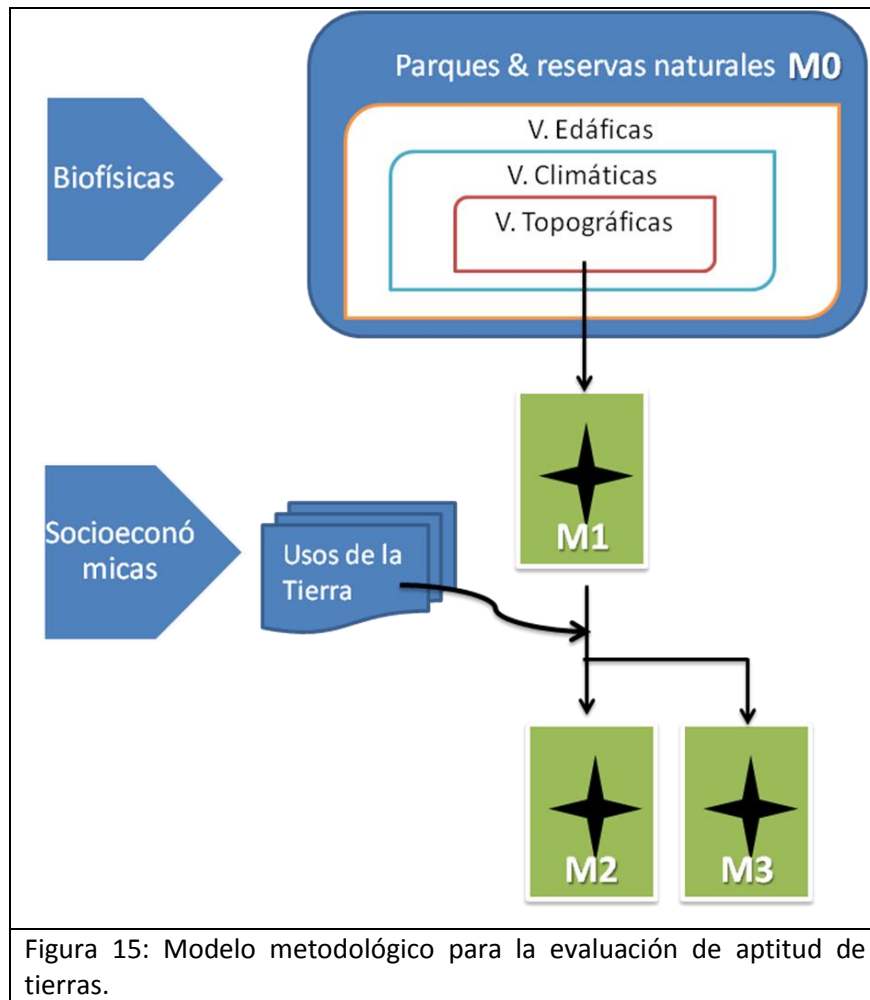 Parques & reservas naturales M0
V. Edáficas
Biofísicas
V. Climáticas
V. Topográficas
M1
Socioeconó
micas
Usos de la
Tierra
M2
M3
Figura 15: Modelo metodológico para la evaluación de aptitud de
tierras.